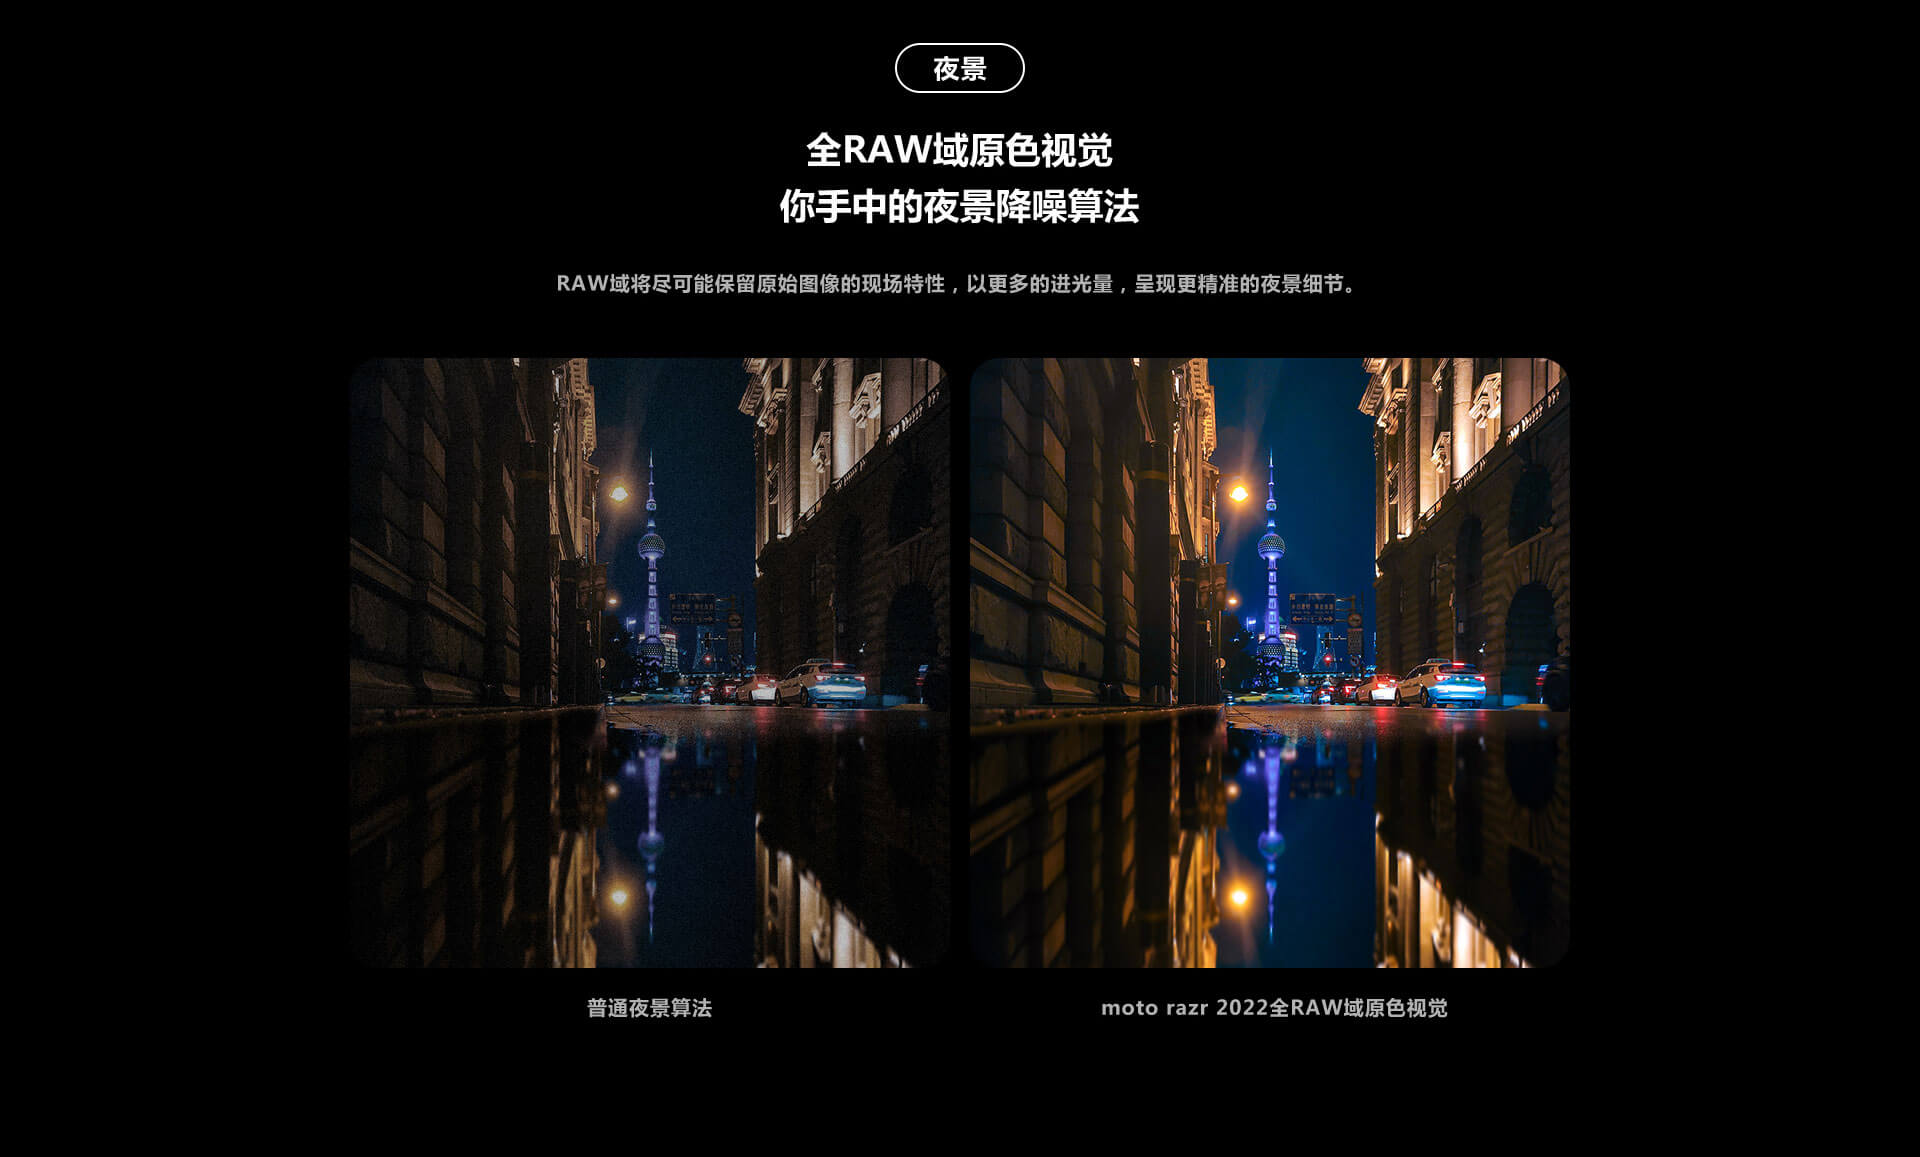 夜景
全RAW域原色视觉
你手中的夜景降噪算法
RAW域将尽可能保留原始图像的现场特性，以更多的进光量，呈现更精准的夜景细节。
普通夜景算法
moto razr 2022全RAW域原色视觉